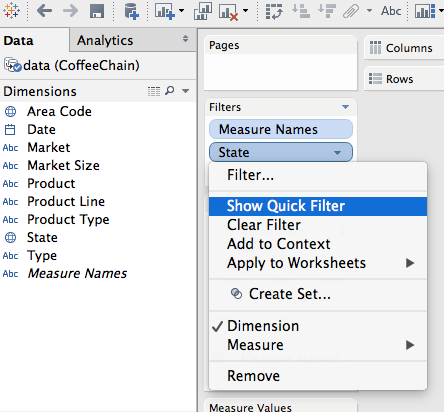 Abc
Data
Analytics
Pages
Columns
Rows
data (CoffeeChain)
Dimensions
Filters
Area Code
Date
Abc Market
Abc Market Size
Abc Product
Abc Product Line
Abc Product Type
State
Abc Type
Abc Measure Names
Measure Names
State
Filter...
Show Quick Filter
Clear Filter
Add to Context
Apply to Worksheets
Create Set...
Dimension
Measure
Remove
Measure Values